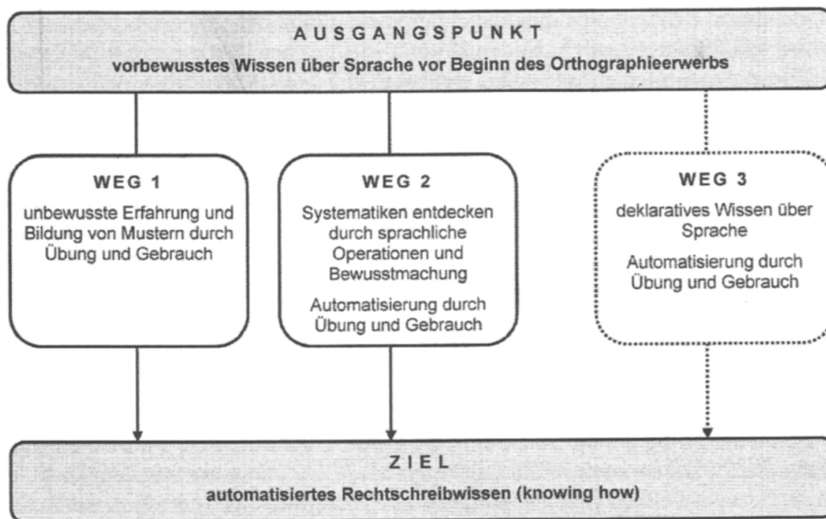 AUSGANGSPUNKT
vorbewusstes Wissen über Sprache vor Beginn des Orthographieerwerbs
WEG 1
unbewusste Erfahrung und
Bildung von Mustern durch
Übung und Gebrauch
WEG 2
Systematiken entdecken
durch sprachliche
Operationen und
Bewusstmachung
Automatisierung durch
Übung und Gebrauch
WEG 3
deklaratives Wissen über
Sprache
Automatisierung durch
Übung und Gebrauch
ZIEL
automatisiertes Rechtschreibwissen (knowing how)